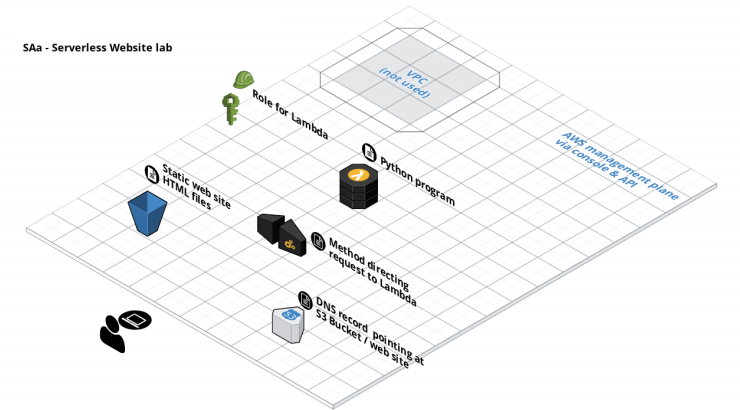 SAa - Serverless Website lab
VPC
(not used)
Role for Lambda
AWS management plane
via console & API
Python program
Static web site
HTML files
Method directing
request to Lambda
DNS record pointing at
S3 Bucket / web site